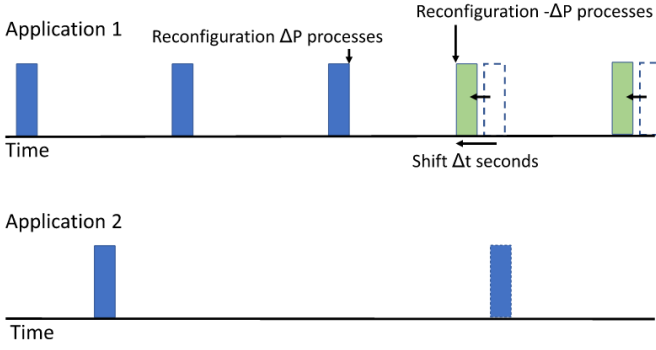 Reconfiguration -ΔP processes
Application 1
Reconfiguration ΔP processes
Time
Shift Δt seconds
Application 2
Time